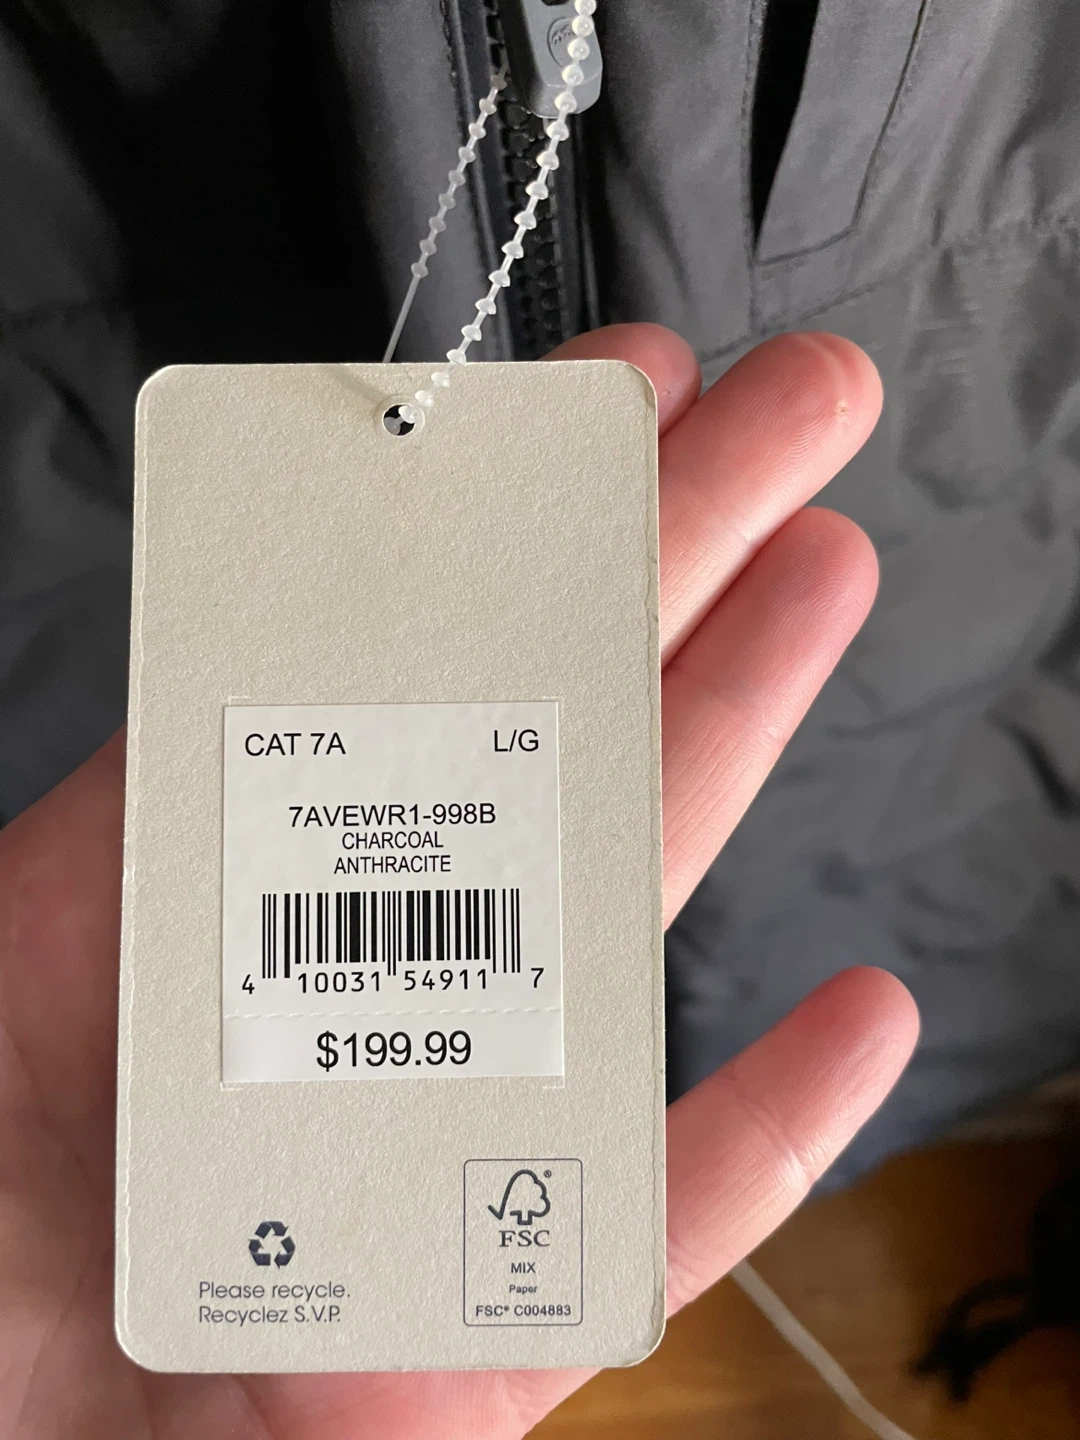 CAT 7A L/G
7AVEWR1-998B
CHARCOAL
ANTHRACITE
4 10031 54911 7
$199.99
Please recycle.
Recyclez S.V.P.
®
FSC
MIX
Paper
FSC® C004883